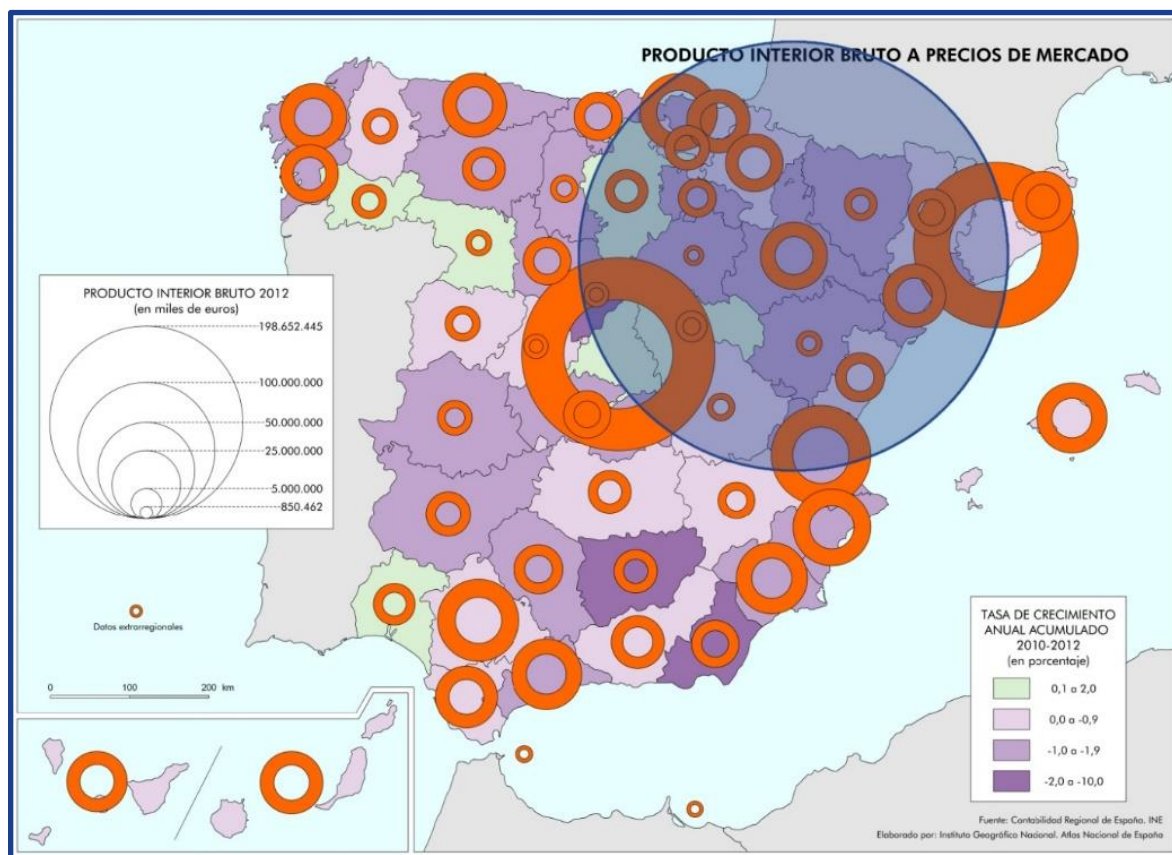 PRODUCTO INTERIOR BRUTO A PRECIOS DE MERCADO
PRODUCTO INTERIOR BRUTO 2012
(en miles de euros)
198.652.445
100.000.000
50.000.000
25.000.000
5.000.000
850.462
Datos extrarregionales
0 100 200 km
TASA DE CRECIMIENTO
ANUAL ACUMULADO
2010-2012
(en porcentaje)
0,1 a 2,0
0,0 a -0,9
-1,0 a -1,9
-2,0 a -10,0
Fuente: Contabilidad Regional de España. INE
Elaborado por: Instituto Geográfico Nacional. Atlas Nacional de España